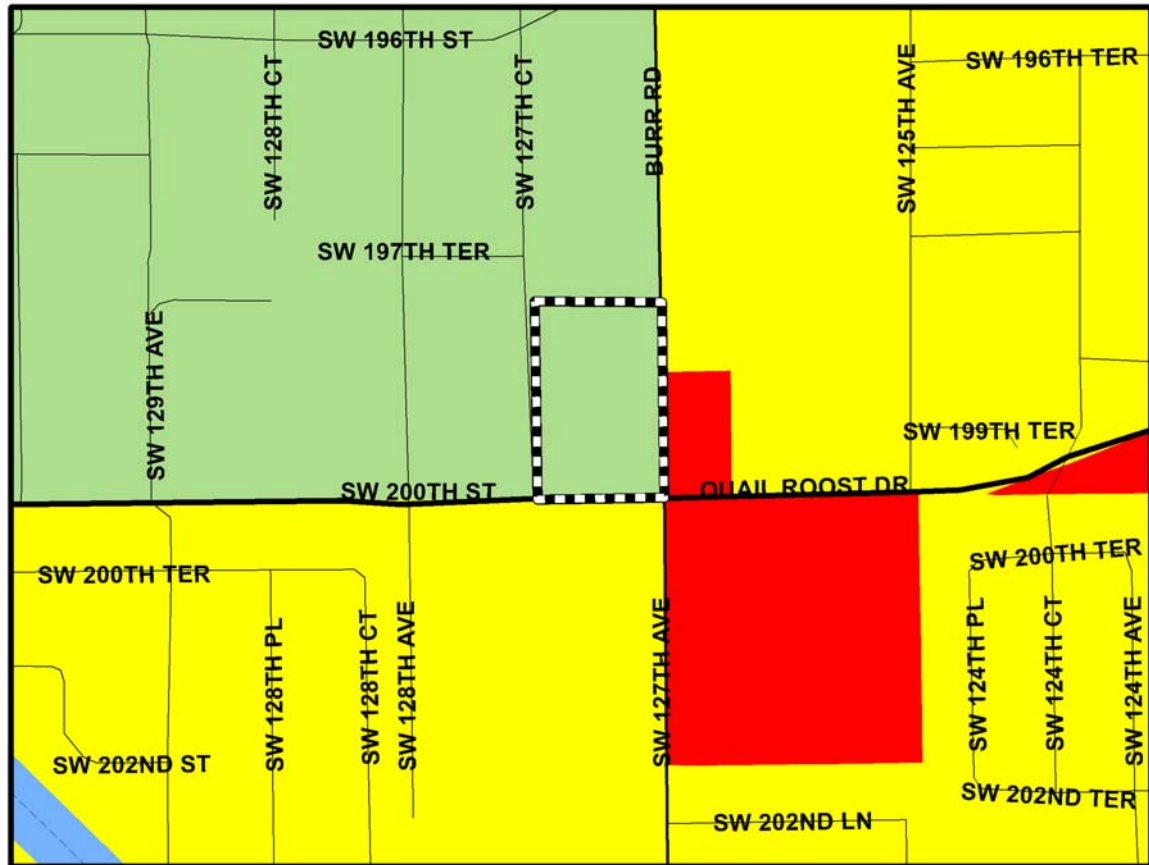 SW 196TH ST
SW 196TH TER
SW 128TH CT
SW 127TH CT
BURR RD
SW 125TH AVE
SW 197TH TER
SW 129TH AVE
SW 199TH TER
SW 200TH ST
QUAIL ROOST DR
SW 200TH TER
SW 200TH TER
SW 128TH PL
SW 128TH CT
SW 128TH AVE
SW 127TH AVE
SW 124TH PL
SW 124TH CT
SW 124TH AVE
SW 202ND ST
SW 202ND TER
SW 202ND LN